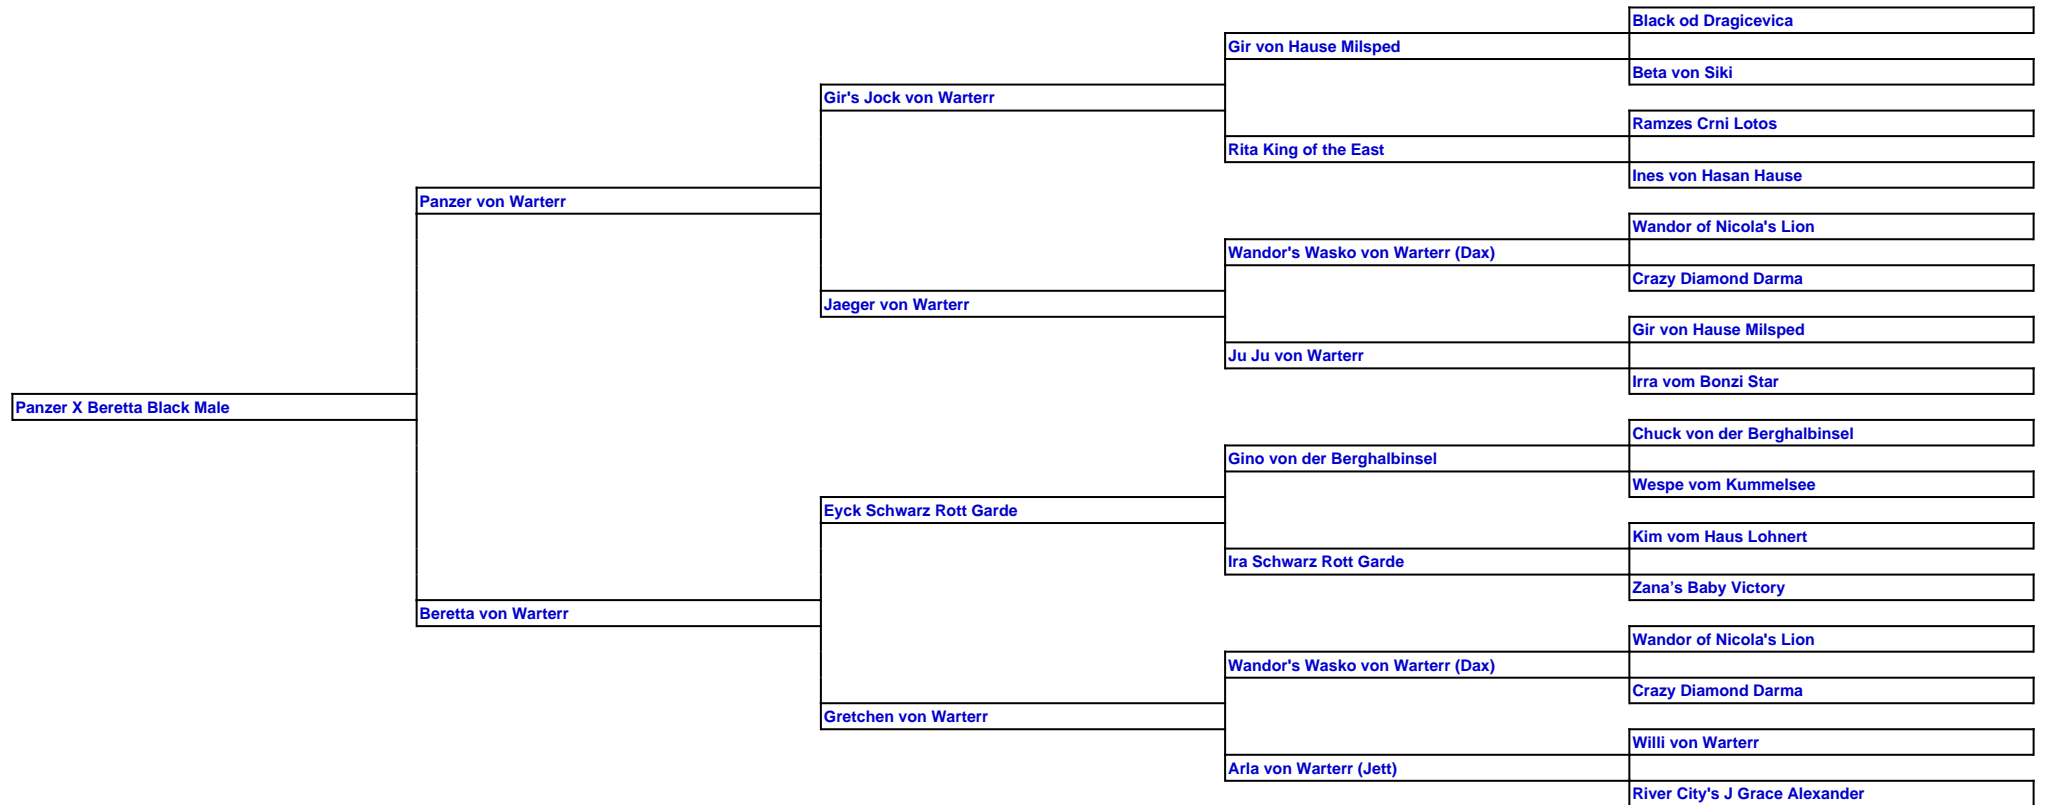 Black od Dragicevica
Gir von Hause Milsped
Beta von Siki
Gir's Jock von Warterr
Ramzes Crni Lotos
Rita King of the East
Ines von Hasan Hause
Panzer von Warterr
Wandor of Nicola's Lion
Wandor's Wasko von Warterr (Dax)
Crazy Diamond Darma
Jaeger von Warterr
Gir von Hause Milsped
Ju Ju von Warterr
Irra vom Bonzi Star
Panzer X Beretta Black Male
Chuck von der Berghalbinsel
Gino von der Berghalbinsel
Wespe vom Kummelsee
Eyck Schwarz Rott Garde
Kim vom Haus Lohnert
Ira Schwarz Rott Garde
Zana’s Baby Victory
Beretta von Warterr
Wandor of Nicola's Lion
Wandor's Wasko von Warterr (Dax)
Crazy Diamond Darma
Gretchen von Warterr
Willi von Warterr
Arla von Warterr (Jett)
River City's J Grace Alexander